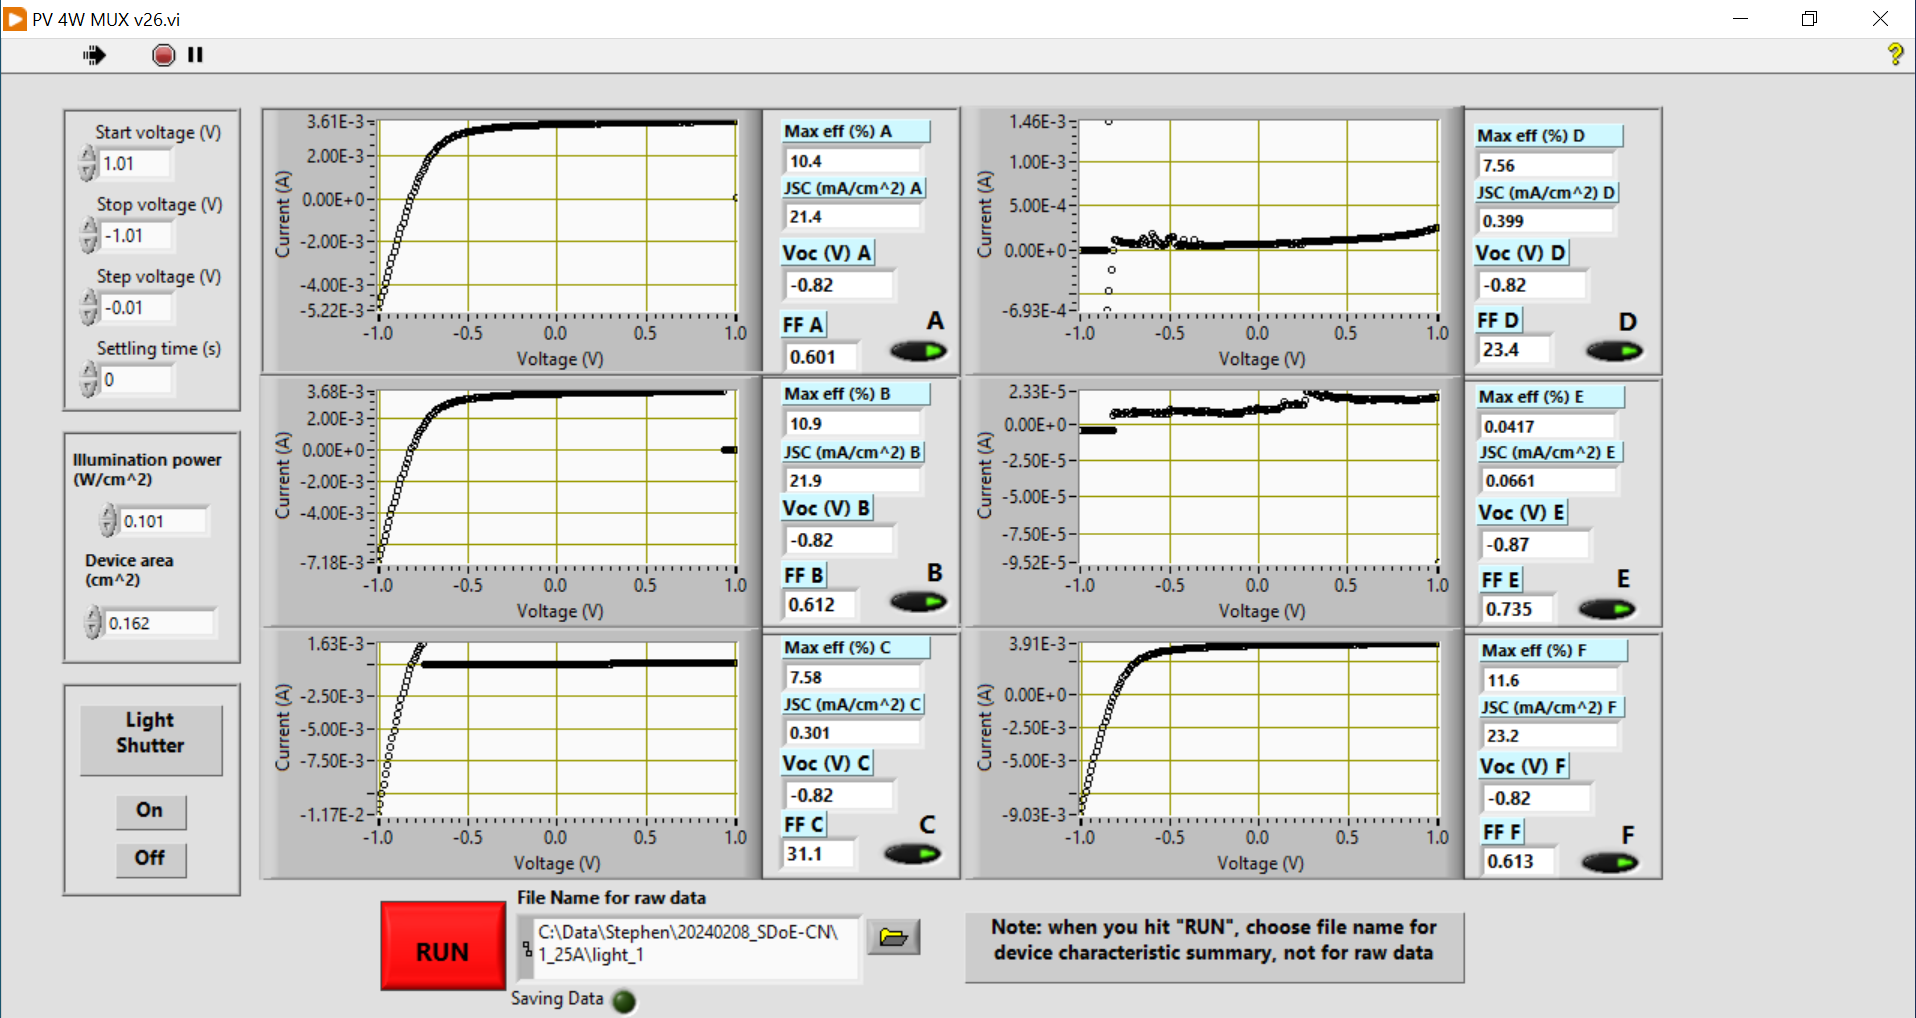 PV 4W MUX v26.vi
Start voltage (V)
1.01
Stop voltage (V)
-1.01
Step voltage (V)
-0.01
Settling time (s)
0
Illumination power
(W/cm^2)
0.101
Device area
(cm^2)
0.162
Light
Shutter
On
Off
3.61E-3
2.00E-3
0.00E+0
-2.00E-3
-4.00E-3
-5.22E-3
Current (A)
-1.0 -0.5 0.0 0.5 1.0
Voltage (V)
Max eff (%) A
10.4
JSC (mA/cm^2) A
21.4
Voc (V) A
-0.82
FF A
0.601
A
1.46E-3
1.00E-3
5.00E-4
0.00E+0
-6.93E-4
Current (A)
-1.0 -0.5 0.0 0.5 1.0
Voltage (V)
Max eff (%) D
7.56
JSC (mA/cm^2) D
0.399
Voc (V) D
-0.82
FF D
23.4
D
3.68E-3
2.00E-3
0.00E+0
-2.00E-3
-4.00E-3
-7.18E-3
Current (A)
-1.0 -0.5 0.0 0.5 1.0
Voltage (V)
Max eff (%) B
10.9
JSC (mA/cm^2) B
21.9
Voc (V) B
-0.82
FF B
0.612
B
2.33E-5
0.00E+0
-2.50E-5
-5.00E-5
-7.50E-5
-9.52E-5
Current (A)
-1.0 -0.5 0.0 0.5 1.0
Voltage (V)
Max eff (%) E
0.0417
JSC (mA/cm^2) E
0.0661
Voc (V) E
-0.87
FF E
0.735
E
1.63E-3
-2.50E-3
-5.00E-3
-7.50E-3
-1.17E-2
Current (A)
-1.0 -0.5 0.0 0.5 1.0
Voltage (V)
Max eff (%) C
7.58
JSC (mA/cm^2) C
0.301
Voc (V) C
-0.82
FF C
31.1
C
3.91E-3
0.00E+0
-2.50E-3
-5.00E-3
-9.03E-3
Current (A)
-1.0 -0.5 0.0 0.5 1.0
Voltage (V)
Max eff (%) F
11.6
JSC (mA/cm^2) F
23.2
Voc (V) F
-0.82
FF F
0.613
F
RUN
File Name for raw data
C:\Data\Stephen\20240208_SDoE-CN\
1_25A\light_1
Saving Data
Note: when you hit "RUN", choose file name for
device characteristic summary, not for raw data